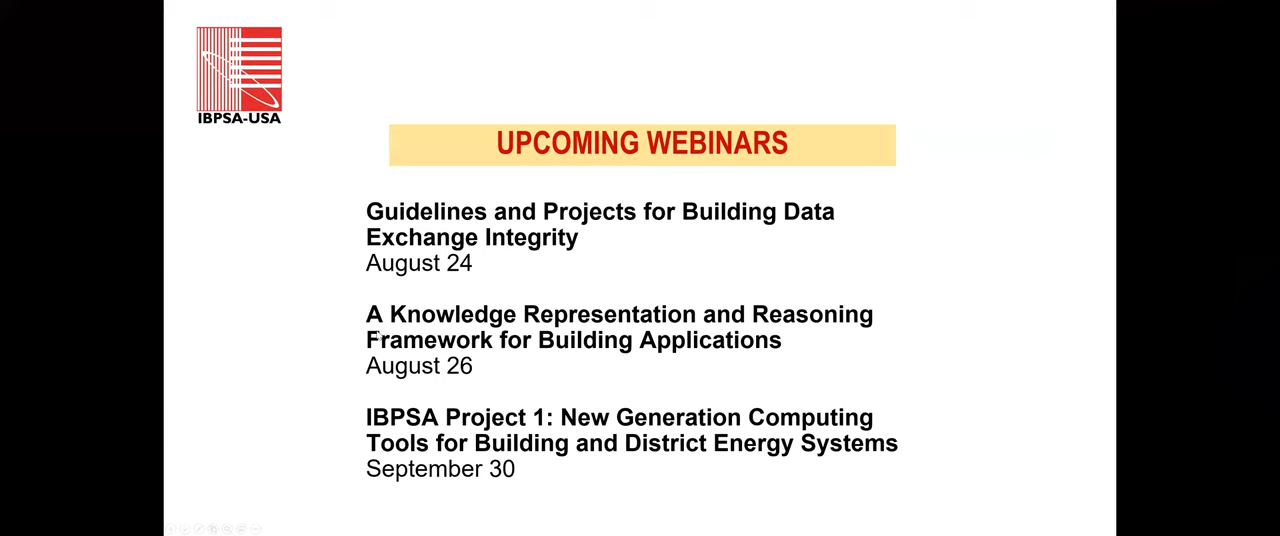 IBPSA-USA
UPCOMING WEBINARS
Guidelines and Projects for Building Data
Exchange Integrity
August 24
A Knowledge Representation and Reasoning
Framework for Building Applications
August 26
IBPSA Project 1: New Generation Computing
Tools for Building and District Energy Systems
September 30